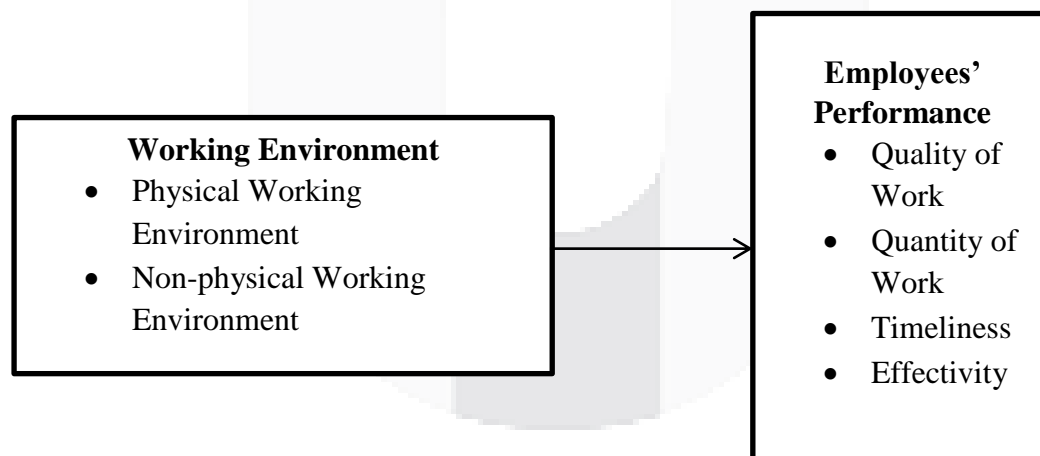 Working Environment
• Physical Working
Environment
• Non-physical Working
Environment
Employees’
Performance
• Quality of
Work
• Quantity of
Work
• Timeliness
• Effectivity